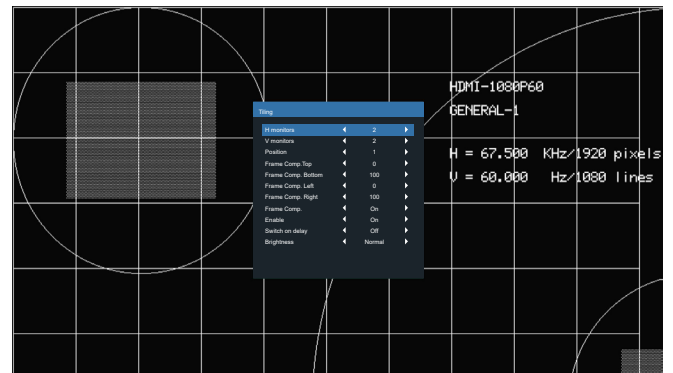 HDMI-1080P60
GENERAL-1
H = 67.500 KHz/1920 pixels
V = 60.000 Hz/1080 lines
Tiling
H monitors 2
V monitors 2
Position 1
Frame Comp.Top 0
Frame Comp. Bottom 100
Frame Comp. Left 0
Frame Comp. Right 100
Frame Comp. On
Enable On
Switch on delay Off
Brightness Normal